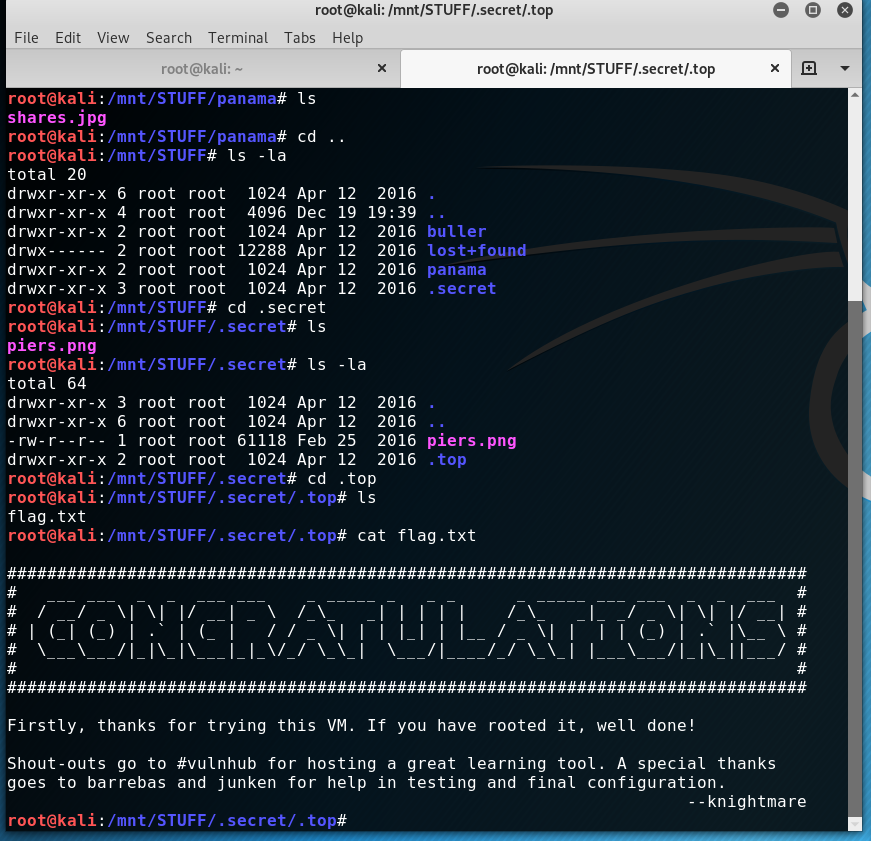 root@kali: /mnt/STUFF/.secret/.top
File Edit View Search Terminal Tabs Help
root@kali: ~ × root@kali: /mnt/STUFF/.secret/.top ×
root@kali:/mnt/STUFF/panama# ls
shares.jpg
root@kali:/mnt/STUFF/panama# cd ..
root@kali:/mnt/STUFF# ls -la
total 20
drwxr-xr-x 6 root root  1024 Apr 12  2016 .
drwxr-xr-x 4 root root  4096 Dec 19 19:39 ..
drwxr-xr-x 2 root root  1024 Apr 12  2016 buller
drwx------ 2 root root 12288 Apr 12  2016 lost+found
drwxr-xr-x 2 root root  1024 Apr 12  2016 panama
drwxr-xr-x 3 root root  1024 Apr 12  2016 .secret
root@kali:/mnt/STUFF# cd .secret
root@kali:/mnt/STUFF/.secret# ls
piers.png
root@kali:/mnt/STUFF/.secret# ls -la
total 64
drwxr-xr-x 3 root root  1024 Apr 12  2016 .
drwxr-xr-x 6 root root  1024 Apr 12  2016 ..
-rw-r--r-- 1 root root 61118 Feb 25  2016 piers.png
drwxr-xr-x 2 root root  1024 Apr 12  2016 .top
root@kali:/mnt/STUFF/.secret# cd .top
root@kali:/mnt/STUFF/.secret/.top# ls
flag.txt
root@kali:/mnt/STUFF/.secret/.top# cat flag.txt
################################################################################
CONGRATULATIONS
################################################################################
Firstly, thanks for trying this VM. If you have rooted it, well done!
Shout-outs go to #vulnhub for hosting a great learning tool. A special thanks
goes to barrebas and junken for help in testing and final configuration.
--knightmare
root@kali:/mnt/STUFF/.secret/.top#